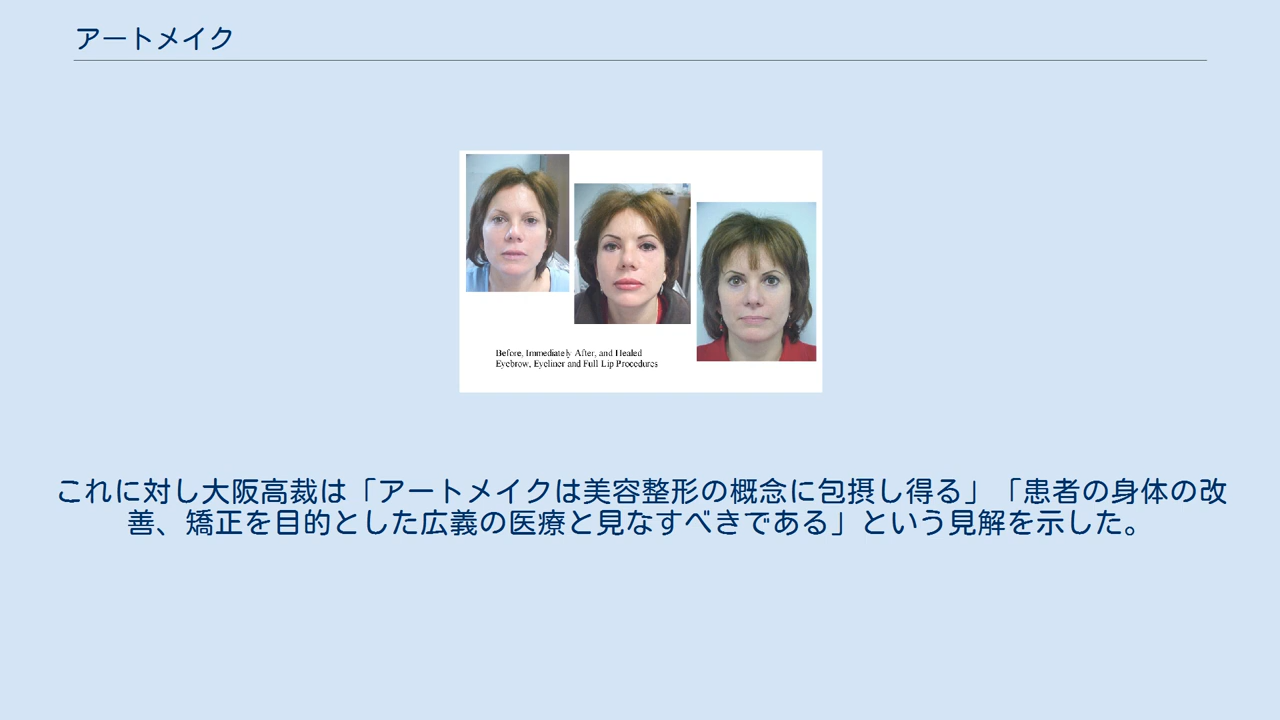 アートメイク
Before, Immediately After, and Healed
Eyebrow, Eyeliner and Full Lip Procedures
これに対し大阪高裁は「アートメイクは美容整形の概念に包摂し得る」「患者の身体の改
善、矯正を目的とした広義の医療と見なすべきである」という見解を示した。